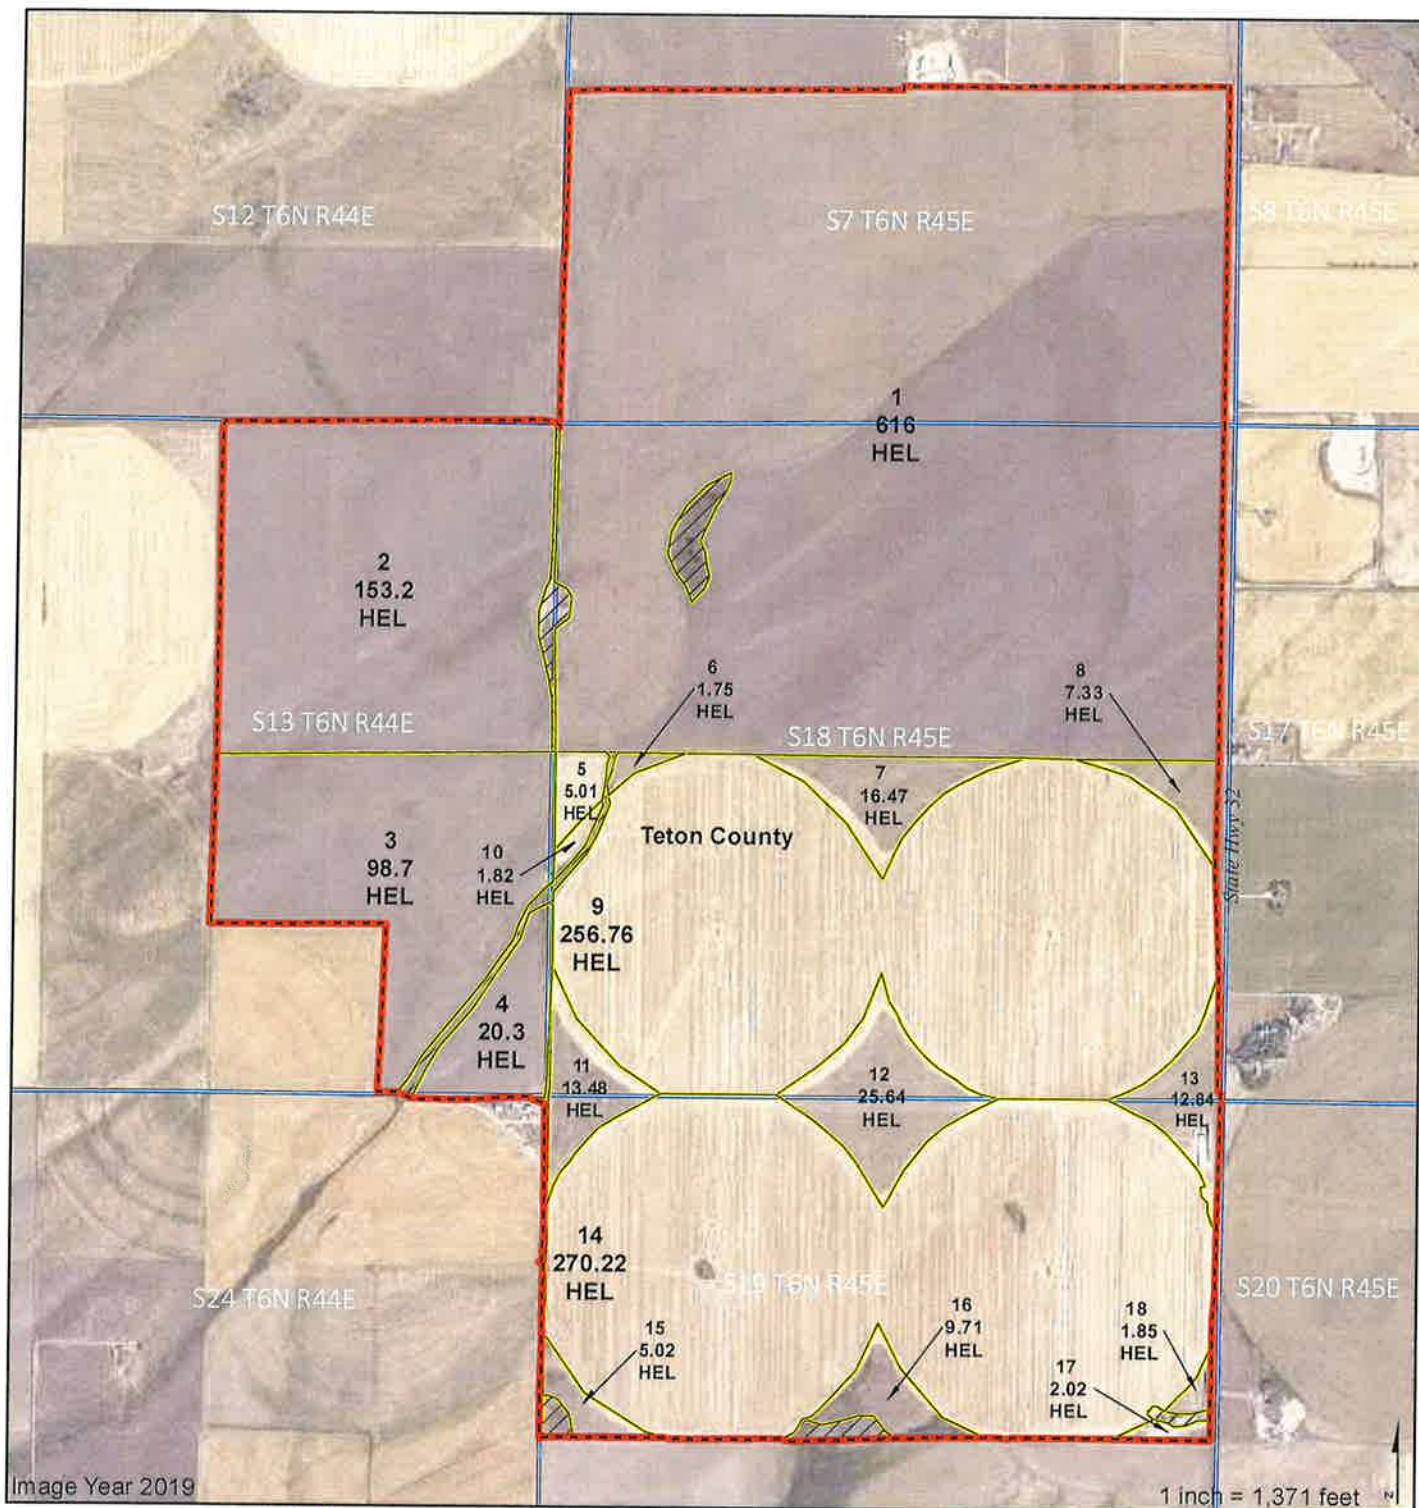 S12 T6N R44E
S7 T6N R45E
S8 T6N R45E
1
616
HEL
2
153.2
HEL
6
1.75
HEL
8
7.33
HEL
S13 T6N R44E
S18 T6N R45E
S17 T6N R45E
5
5.01
HEL
7
16.47
HEL
Teton County
State Hwy 32
3
98.7
HEL
10
1.82
HEL
9
256.76
HEL
4
20.3
HEL
11
13.48
HEL
12
25.64
HEL
13
12.84
HEL
14
270.22
HEL
S24 T6N R44E
S19 T6N R45E
S20 T6N R45E
15
5.02
HEL
16
9.71
HEL
18
1.85
HEL
17
2.02
HEL
Image Year 2019
1 inch = 1,371 feet
N